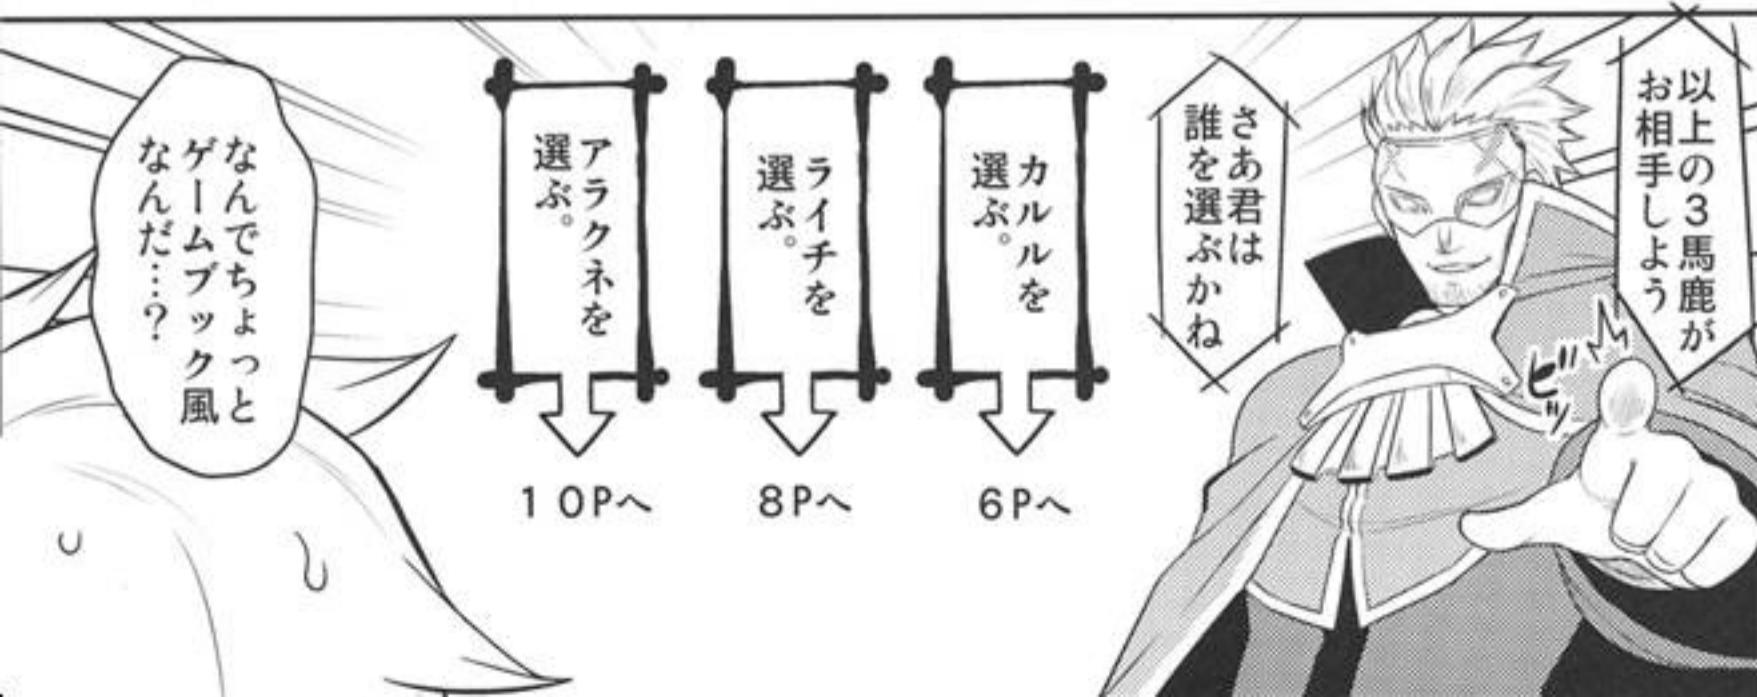 以上の3馬鹿が
お相手しよう
ビッ
さあ君は
誰を選ぶかね
カルルを
選ぶ。
6Pへ
ライチを
選ぶ。
8Pへ
アラクネを
選ぶ。
10Pへ
なんでちょっと
ゲームブック風
なんだ…?